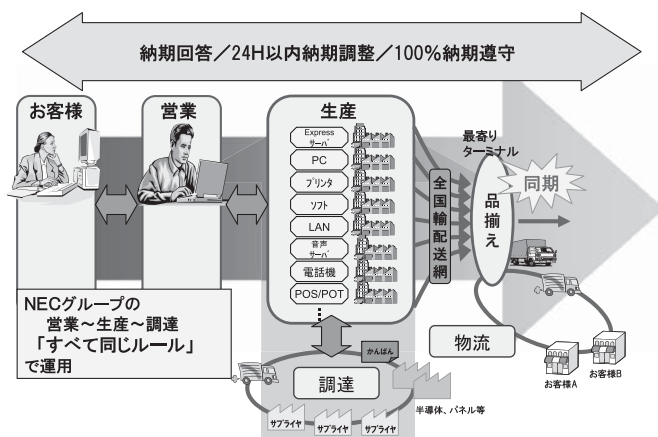 納期回答／24H以内納期調整／100%納期遵守
お客様
営業
生産
Express
サーバ
PC
プリンタ
ソフト
LAN
音声
サーバ
電話機
POS/POT
全国輸配送網
最寄り
ターミナル
品揃え
同期
NECグループの
営業～生産～調達
「すべて同じルール」
で運用
かんばん
調達
サプライヤ
サプライヤ
サプライヤ
半導体、パネル等
物流
お客様A
お客様B